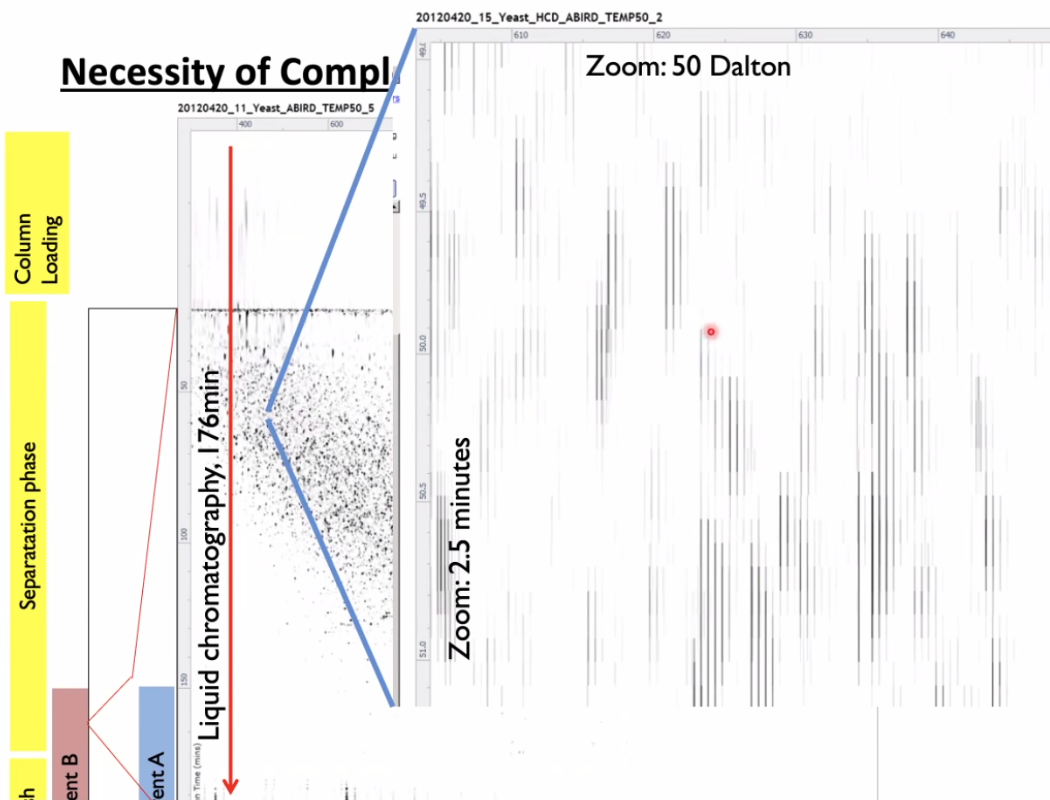 20120420_15_Yeast_HCD_ABIRD_TEMP50_2
610 620 630 640
Zoom: 50 Dalton
Necessity of Compl
20120420_11_Yeast_ABIRD_TEMP50_5
400 600
Column
Loading
49.5
50.0
50.5
51.0
Zoom: 2.5 minutes
50
100
150
Liquid chromatography, 176min
Separatation phase
ent B
ent A
n Time (mins)
sh